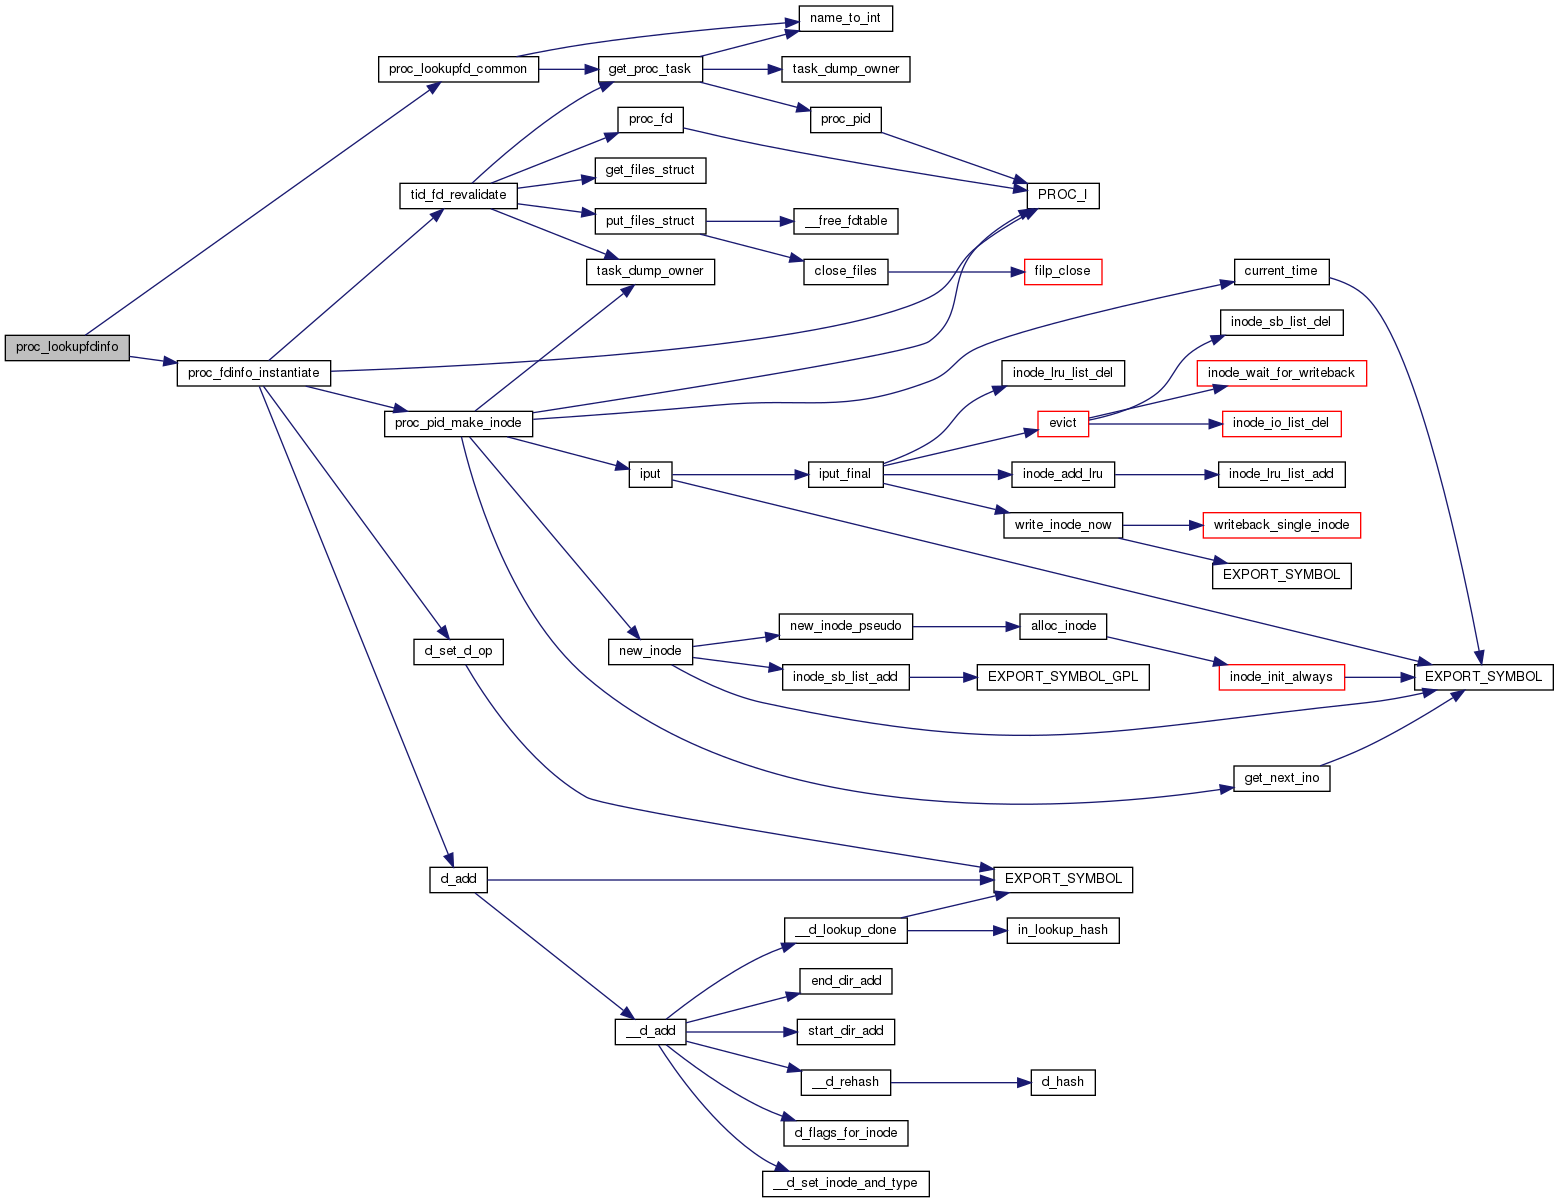 name_to_int
proc_lookupfd_common
get_proc_task
task_dump_owner
proc_fd
proc_pid
get_files_struct
tid_fd_revalidate
PROC_I
put_files_struct
__free_fdtable
task_dump_owner
close_files
filp_close
current_time
inode_sb_list_del
proc_lookupfdinfo
proc_fdinfo_instantiate
inode_lru_list_del
inode_wait_for_writeback
proc_pid_make_inode
evict
inode_io_list_del
iput
iput_final
inode_add_lru
inode_lru_list_add
write_inode_now
writeback_single_inode
EXPORT_SYMBOL
new_inode_pseudo
alloc_inode
d_set_d_op
new_inode
inode_sb_list_add
EXPORT_SYMBOL_GPL
inode_init_always
EXPORT_SYMBOL
get_next_ino
d_add
EXPORT_SYMBOL
__d_lookup_done
in_lookup_hash
end_dir_add
__d_add
start_dir_add
__d_rehash
d_hash
d_flags_for_inode
__d_set_inode_and_type